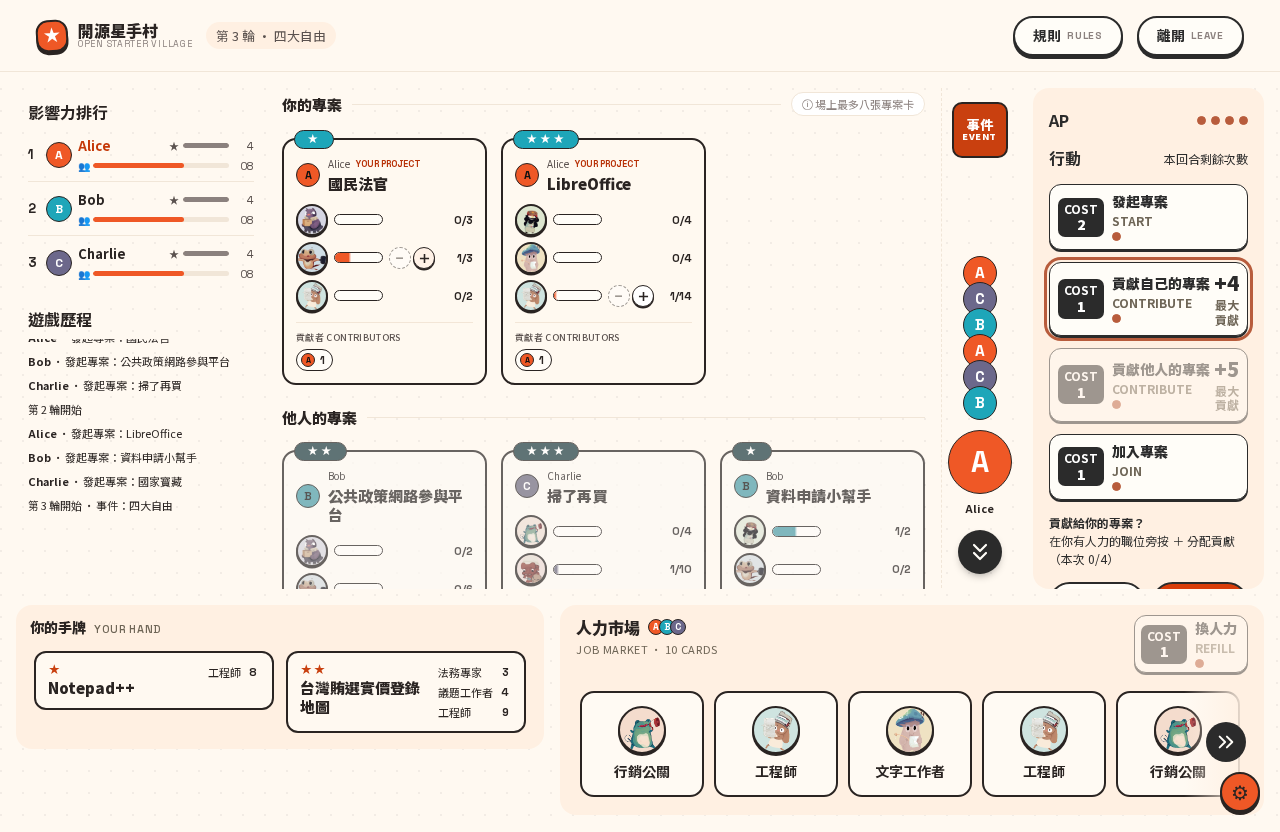 開源星手村
OPEN STARTER VILLAGE
第 3 輪 · 四大自由
規則 RULES
離開 LEAVE
影響力排行
1 A Alice ★ 4
08
2 B Bob ★ 4
08
3 C Charlie ★ 4
08
遊戲歷程
Alice · 發起專案：國民法官
Bob · 發起專案：公共政策網路參與平台
Charlie · 發起專案：掃了再買
第 2 輪開始
Alice · 發起專案：LibreOffice
Bob · 發起專案：資料申請小幫手
Charlie · 發起專案：國家寶藏
第 3 輪開始 · 事件：四大自由
你的專案
ⓘ 場上最多八張專案卡
★
A Alice YOUR PROJECT
國民法官
0/3
1/3
0/2
貢獻者 CONTRIBUTORS
A 1
★ ★ ★
A Alice YOUR PROJECT
LibreOffice
0/4
0/4
1/14
貢獻者 CONTRIBUTORS
A 1
他人的專案
★ ★
B Bob
公共政策網路參與平台
0/2
★ ★ ★
C Charlie
掃了再買
0/4
1/10
★
B Bob
資料申請小幫手
1/2
0/2
事件
EVENT
A
C
B
A
C
B
A
Alice
AP
行動 本回合剩餘次數
COST 2
發起專案
START
COST 1
貢獻自己的專案 +4
CONTRIBUTE 最大貢獻
COST 1
貢獻他人的專案 +5
CONTRIBUTE 最大貢獻
COST 1
加入專案
JOIN
貢獻給你的專案？
在你有人力的職位旁按 ＋ 分配貢獻
（本次 0/4）
你的手牌 YOUR HAND
★
Notepad++
工程師 8
★ ★
台灣賄選實價登錄地圖
法務專家 3
議題工作者 4
工程師 9
人力市場 A B C
JOB MARKET · 10 CARDS
COST 1
換人力
REFILL
行銷公關
工程師
文字工作者
工程師
行銷公關